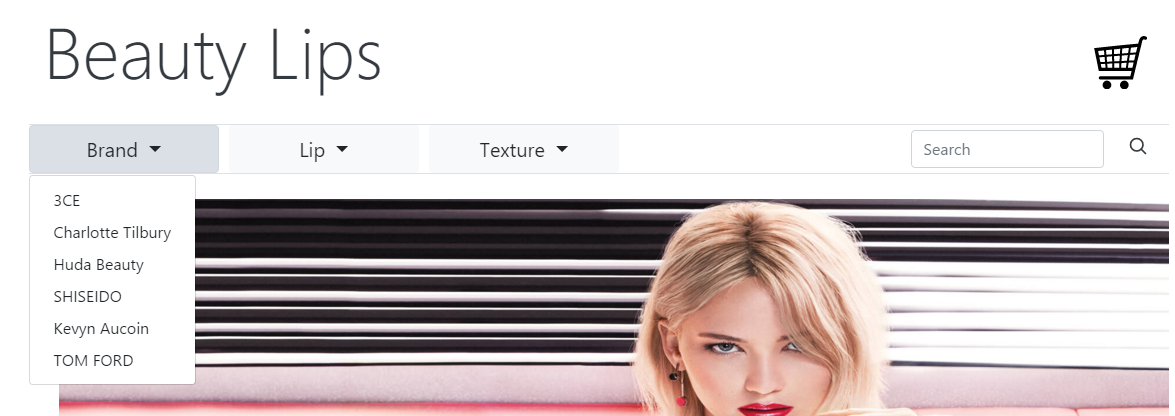 Beauty Lips
Brand Lip Texture Search
3CE
Charlotte Tilbury
Huda Beauty
SHISEIDO
Kevyn Aucoin
TOM FORD